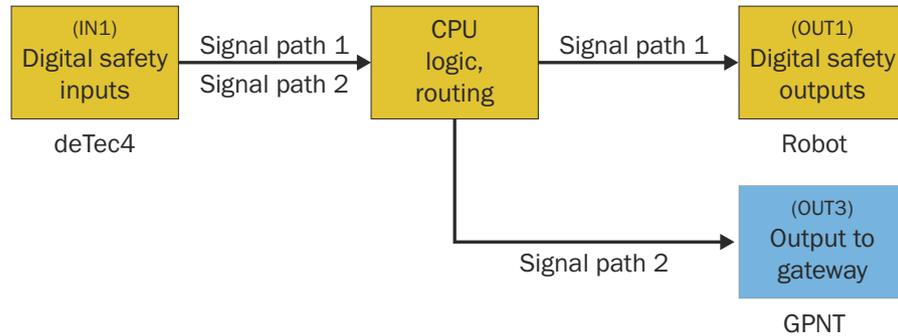 (IN1)
Digital safety
inputs
deTec4
Signal path 1
Signal path 2
CPU
logic,
routing
Signal path 1
(OUT1)
Digital safety
outputs
Robot
Signal path 2
(OUT3)
Output to
gateway
GPNT